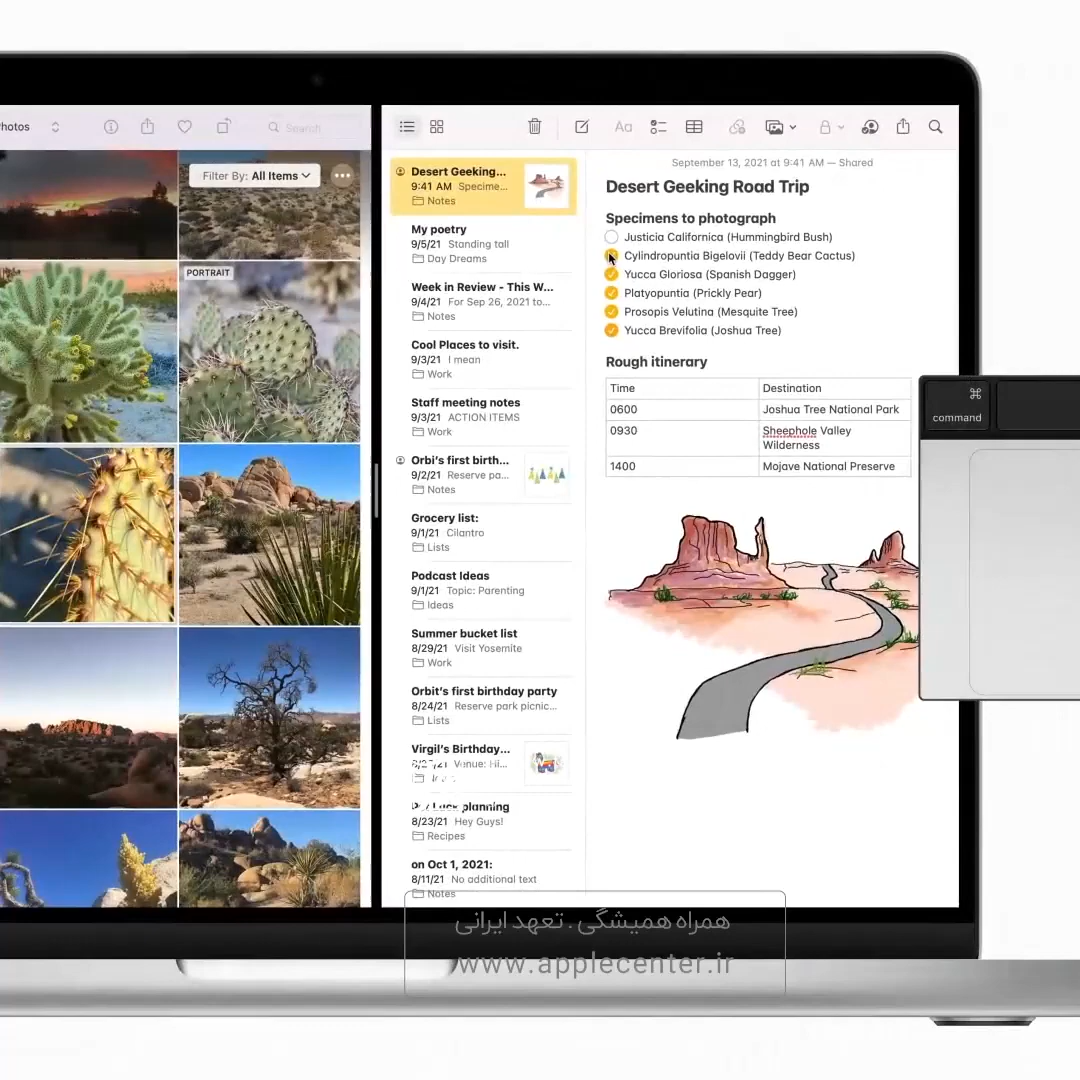 Search
Filter By: All Items
PORTRAIT
Desert Geeking...
9:41 AM Specime...
Notes
My poetry
9/5/21 Standing tall
Day Dreams
Week in Review - This W...
9/4/21 For Sep 26, 2021 to...
Notes
Cool Places to visit.
9/3/21 I mean
Work
Staff meeting notes
9/3/21 ACTION ITEMS
Work
Orbi's first birth...
9/2/21 Reserve pa...
Notes
Grocery list:
9/1/21 Cilantro
Lists
Podcast Ideas
9/1/21 Topic: Parenting
Ideas
Summer bucket list
8/29/21 Visit Yosemite
Work
Orbit's first birthday party
8/24/21 Reserve park picnic...
Lists
Virgil's Birthday...
Venue: Hi...
planning
8/23/21 Hey Guys!
Recipes
on Oct 1, 2021:
8/11/21 No additional text
Notes
Aa
September 13, 2021 at 9:41 AM — Shared
Desert Geeking Road Trip
Specimens to photograph
Justicia Californica (Hummingbird Bush)
Cylindropuntia Bigelovii (Teddy Bear Cactus)
Yucca Gloriosa (Spanish Dagger)
Platyopuntia (Prickly Pear)
Prosopis Velutina (Mesquite Tree)
Yucca Brevifolia (Joshua Tree)
Rough itinerary
Time Destination
0600 Joshua Tree National Park
0930 Sheephole Valley
Wilderness
1400 Mojave National Preserve
⌘
command
همراه همیشگی . تعهد ایرانی
www.applecenter.ir